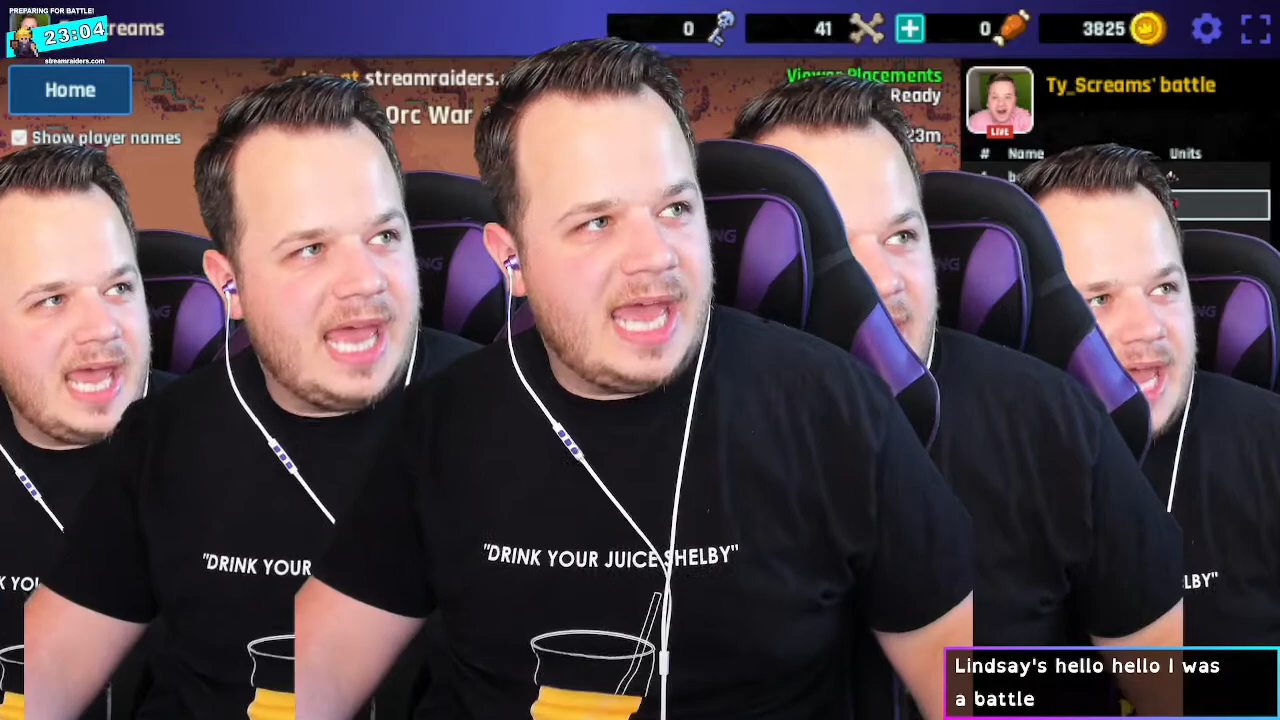 PREPARING FOR BATTLE!
23:04
streamraiders.com
0
41
0
3825
Home
Show player names
streamraiders.
Orc War
Viewer Placements
Ready
23m
Ty_Screams' battle
LIVE
# Name Units
"DRINK YOUR
"DRINK YOUR JUICE SHELBY"
LBY"
Lindsay's hello hello I was
a battle